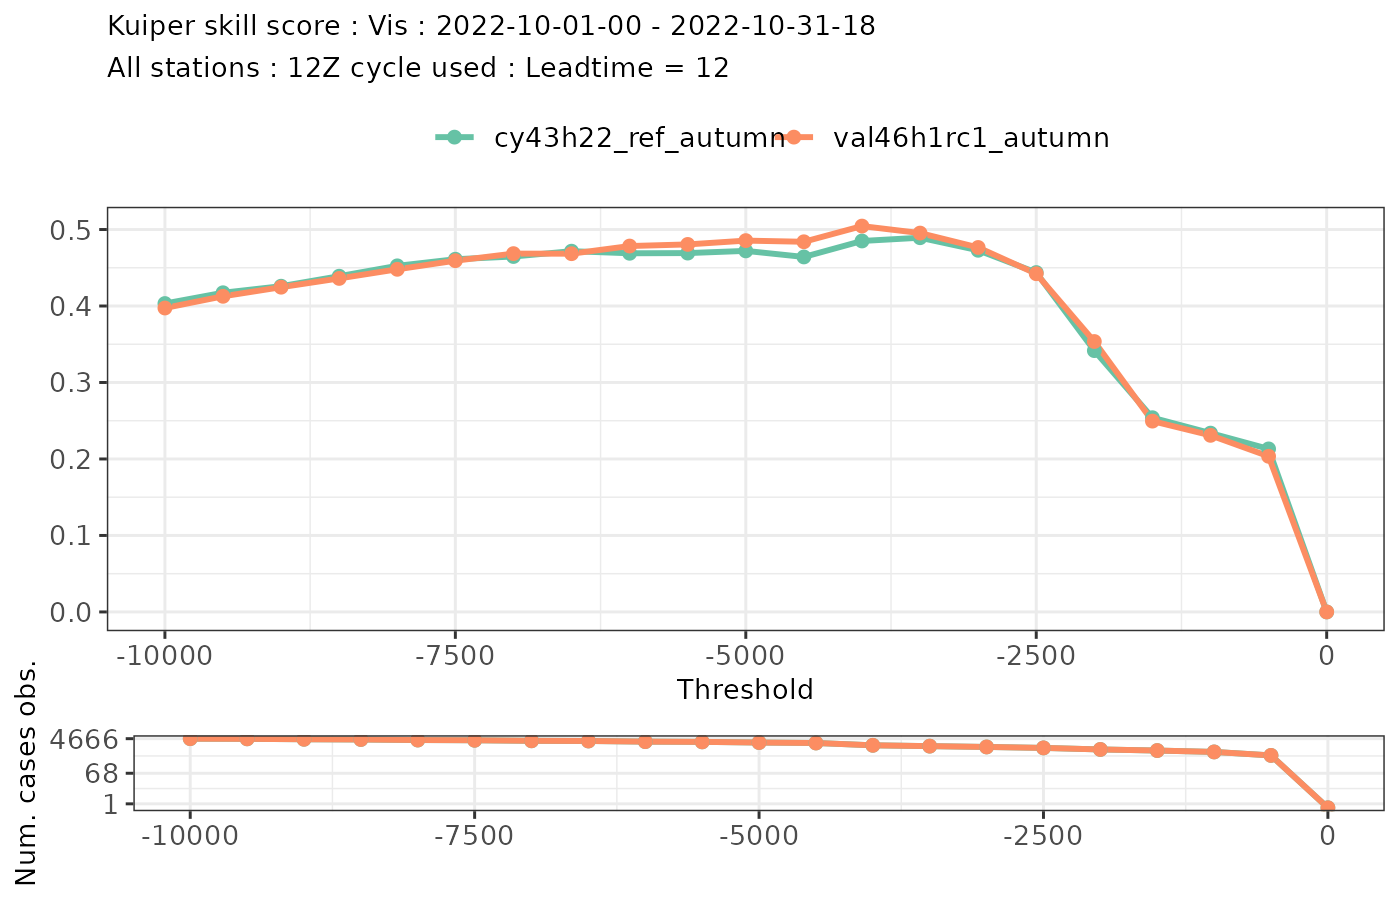 Kuiper skill score : Vis : 2022-10-01-00 - 2022-10-31-18
All stations : 12Z cycle used : Leadtime = 12
cy43h22_ref_autumn val46h1rc1_autumn
0.5
0.4
0.3
0.2
0.1
0.0
-10000 -7500 -5000 -2500 0
Threshold
Num. cases obs.
4666
68
1
-10000 -7500 -5000 -2500 0